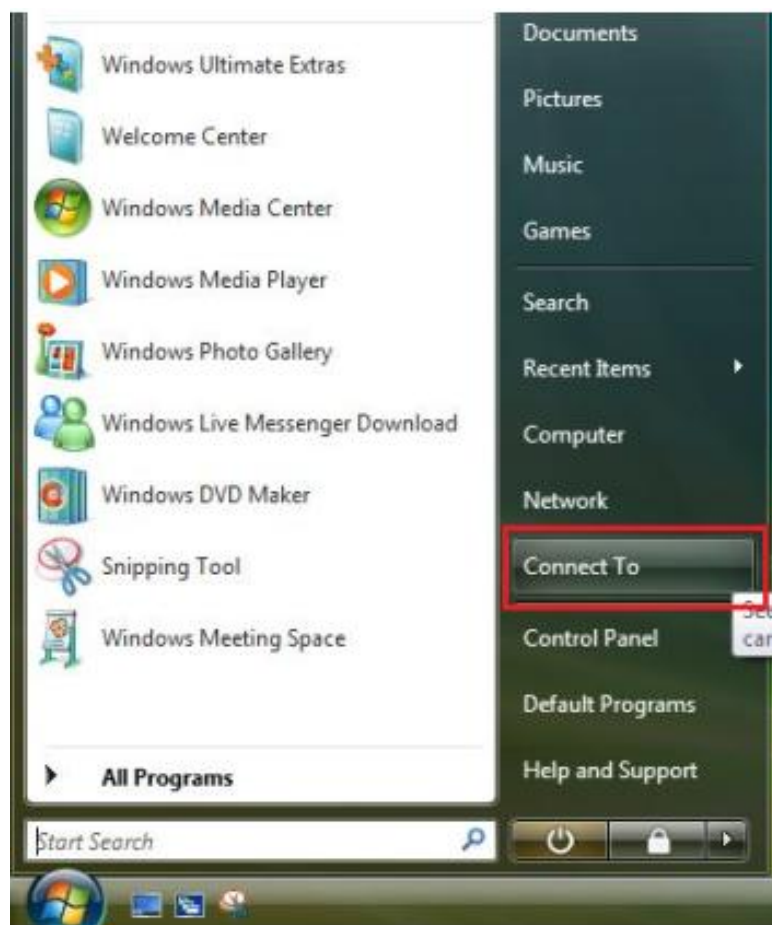 Windows Ultimate Extras
Welcome Center
Windows Media Center
Windows Media Player
Windows Photo Gallery
Windows Live Messenger Download
Windows DVD Maker
Snipping Tool
Windows Meeting Space
All Programs
Start Search
Documents
Pictures
Music
Games
Search
Recent Items
Computer
Network
Connect To
Control Panel
Default Programs
Help and Support